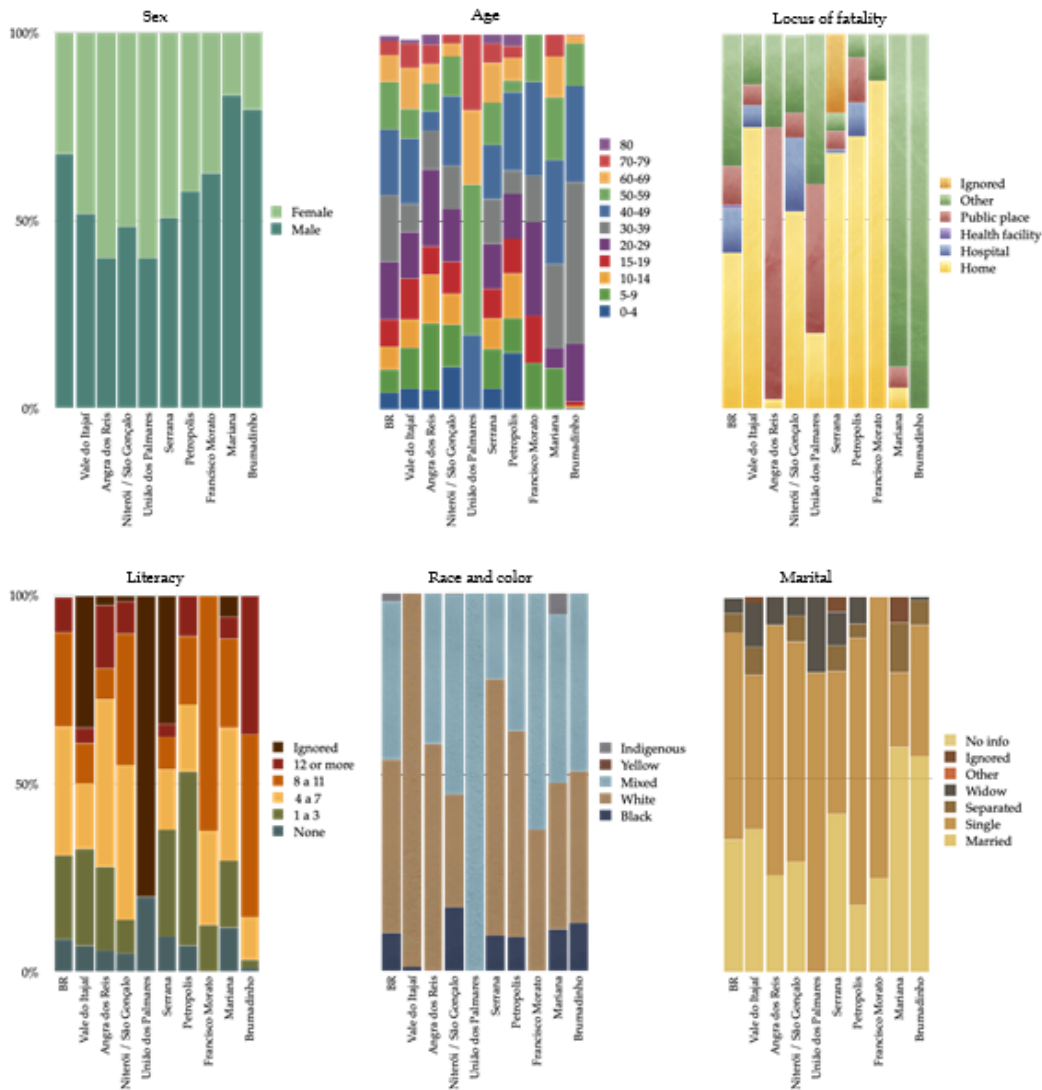 Sex
Age
Locus of fatality
100%
50%
0%
Female
Male
80
70-79
60-69
50-59
40-49
30-39
20-29
15-19
10-14
5-9
0-4
Ignored
Other
Public place
Health facility
Hospital
Home
BR
Vale do Itajaí
Angra dos Reis
Niterói / São Gonçalo
União dos Palmares
Serrana
Petropolis
Francisco Morato
Mariana
Brumadinho
BR
Vale do Itajaí
Angra dos Reis
Niterói / São Gonçalo
União dos Palmares
Serrana
Petropolis
Francisco Morato
Mariana
Brumadinho
BR
Vale do Itajaí
Angra dos Reis
Niterói / São Gonçalo
União dos Palmares
Serrana
Petropolis
Francisco Morato
Mariana
Brumadinho
Literacy
Race and color
Marital
100%
50%
0%
Ignored
12 or more
8 a 11
4 a 7
1 a 3
None
Indigenous
Yellow
Mixed
White
Black
No info
Ignored
Other
Widow
Separated
Single
Married
BR
Vale do Itajaí
Angra dos Reis
Niterói / São Gonçalo
União dos Palmares
Serrana
Petropolis
Francisco Morato
Mariana
Brumadinho
BR
Vale do Itajaí
Angra dos Reis
Niterói / São Gonçalo
União dos Palmares
Serrana
Petropolis
Francisco Morato
Mariana
Brumadinho
BR
Vale do Itajaí
Angra dos Reis
Niterói / São Gonçalo
União dos Palmares
Serrana
Petropolis
Francisco Morato
Mariana
Brumadinho